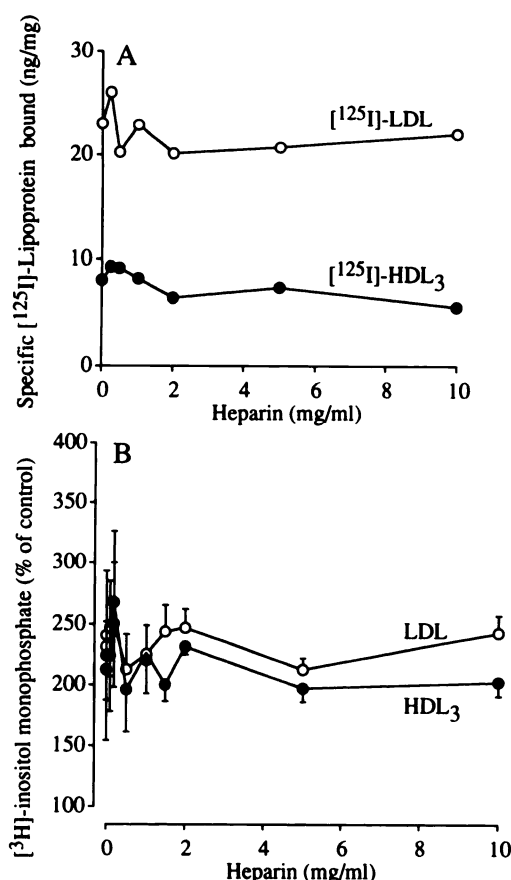 A
Specific [¹²⁵I]-Lipoprotein bound (ng/mg)
30
20
10
0
[¹²⁵I]-LDL
[¹²⁵I]-HDL₃
0 2 4 6 8 10
Heparin (mg/ml)
B
[³H]-inositol monophosphate (% of control)
400
350
300
250
200
150
100
LDL
HDL₃
0 2 4 6 8 10
Heparin (mg/ml)